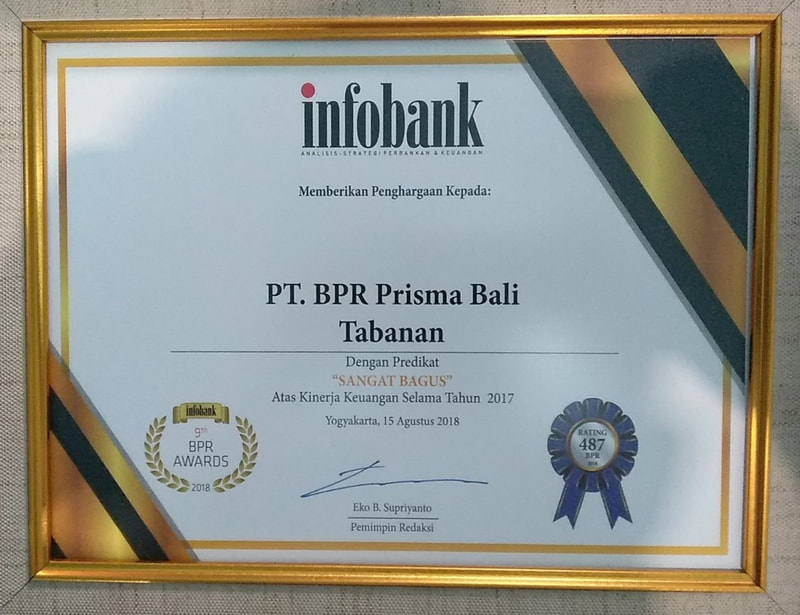 infobank
ANALISIS-STRATEGI PERBANKAN & KEUANGAN
Memberikan Penghargaan Kepada:
PT. BPR Prisma Bali
Tabanan
Dengan Predikat
“SANGAT BAGUS”
Atas Kinerja Keuangan Selama Tahun 2017
Yogyakarta, 15 Agustus 2018
infobank
9th
BPR
AWARDS
2018
RATING
487
BPR
2018
Eko B. Supriyanto
Pemimpin Redaksi